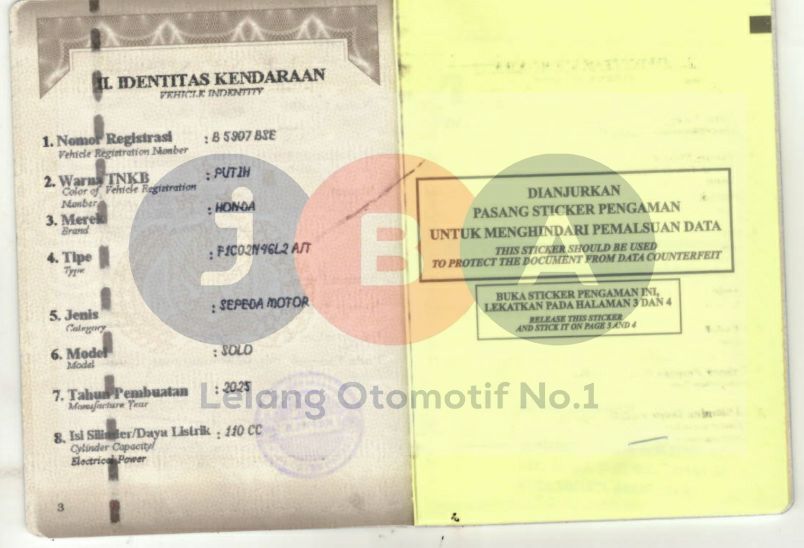 II. IDENTITAS KENDARAAN
VEHICLE INDENTITY
1. Nomor Registrasi : B 5907 BSE
Vehicle Registration Number
2. Warna TNKB : PUTIH
Color of Vehicle Registration
Number
3. Merek : HONDA
Brand
4. Tipe : F1C02N46L2 A/T
Type
5. Jenis : SEPEDA MOTOR
Category
6. Model : SOLO
Model
7. Tahun Pembuatan : 2025
Manufacture Year
8. Isi Silinder/Daya Listrik : 110 CC
Cylinder Capacity/
Electrical Power
3
DIANJURKAN
PASANG STICKER PENGAMAN
UNTUK MENGHINDARI PEMALSUAN DATA
THIS STICKER SHOULD BE USED
TO PROTECT THE DOCUMENT FROM DATA COUNTERFEIT
BUKA STICKER PENGAMAN INI,
LEKATKAN PADA HALAMAN 3 DAN 4
RELEASE THIS STICKER
AND STICK IT ON PAGE 3 AND 4
JBA
Lelang Otomotif No.1